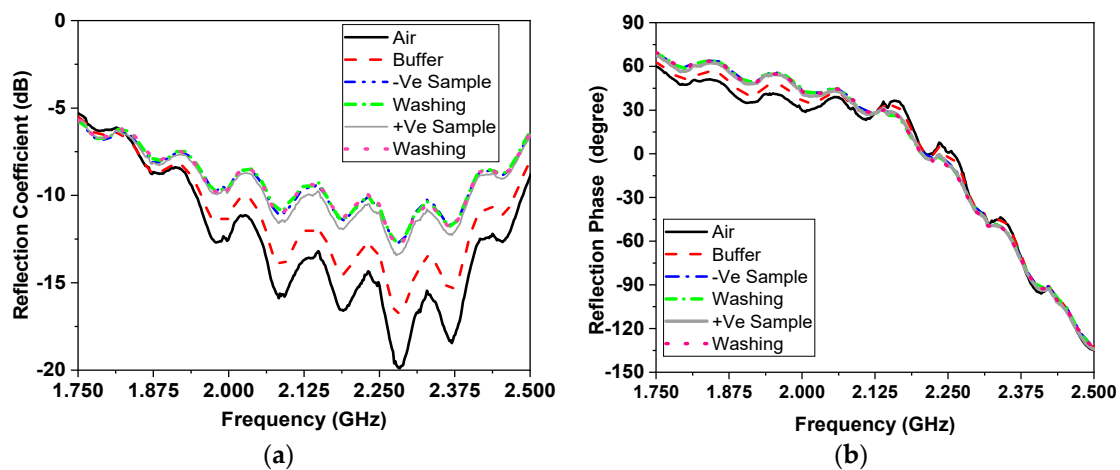 0
-5
-10
-15
-20
Reflection Coefficient (dB)
Air
Buffer
-Ve Sample
Washing
+Ve Sample
Washing
1.750 1.875 2.000 2.125 2.250 2.375 2.500
Frequency (GHz)
(a)
90
60
30
0
-30
-60
-90
-120
-150
Reflection Phase (degree)
Air
Buffer
-Ve Sample
Washing
+Ve Sample
Washing
1.750 1.875 2.000 2.125 2.250 2.375 2.500
Frequency (GHz)
(b)